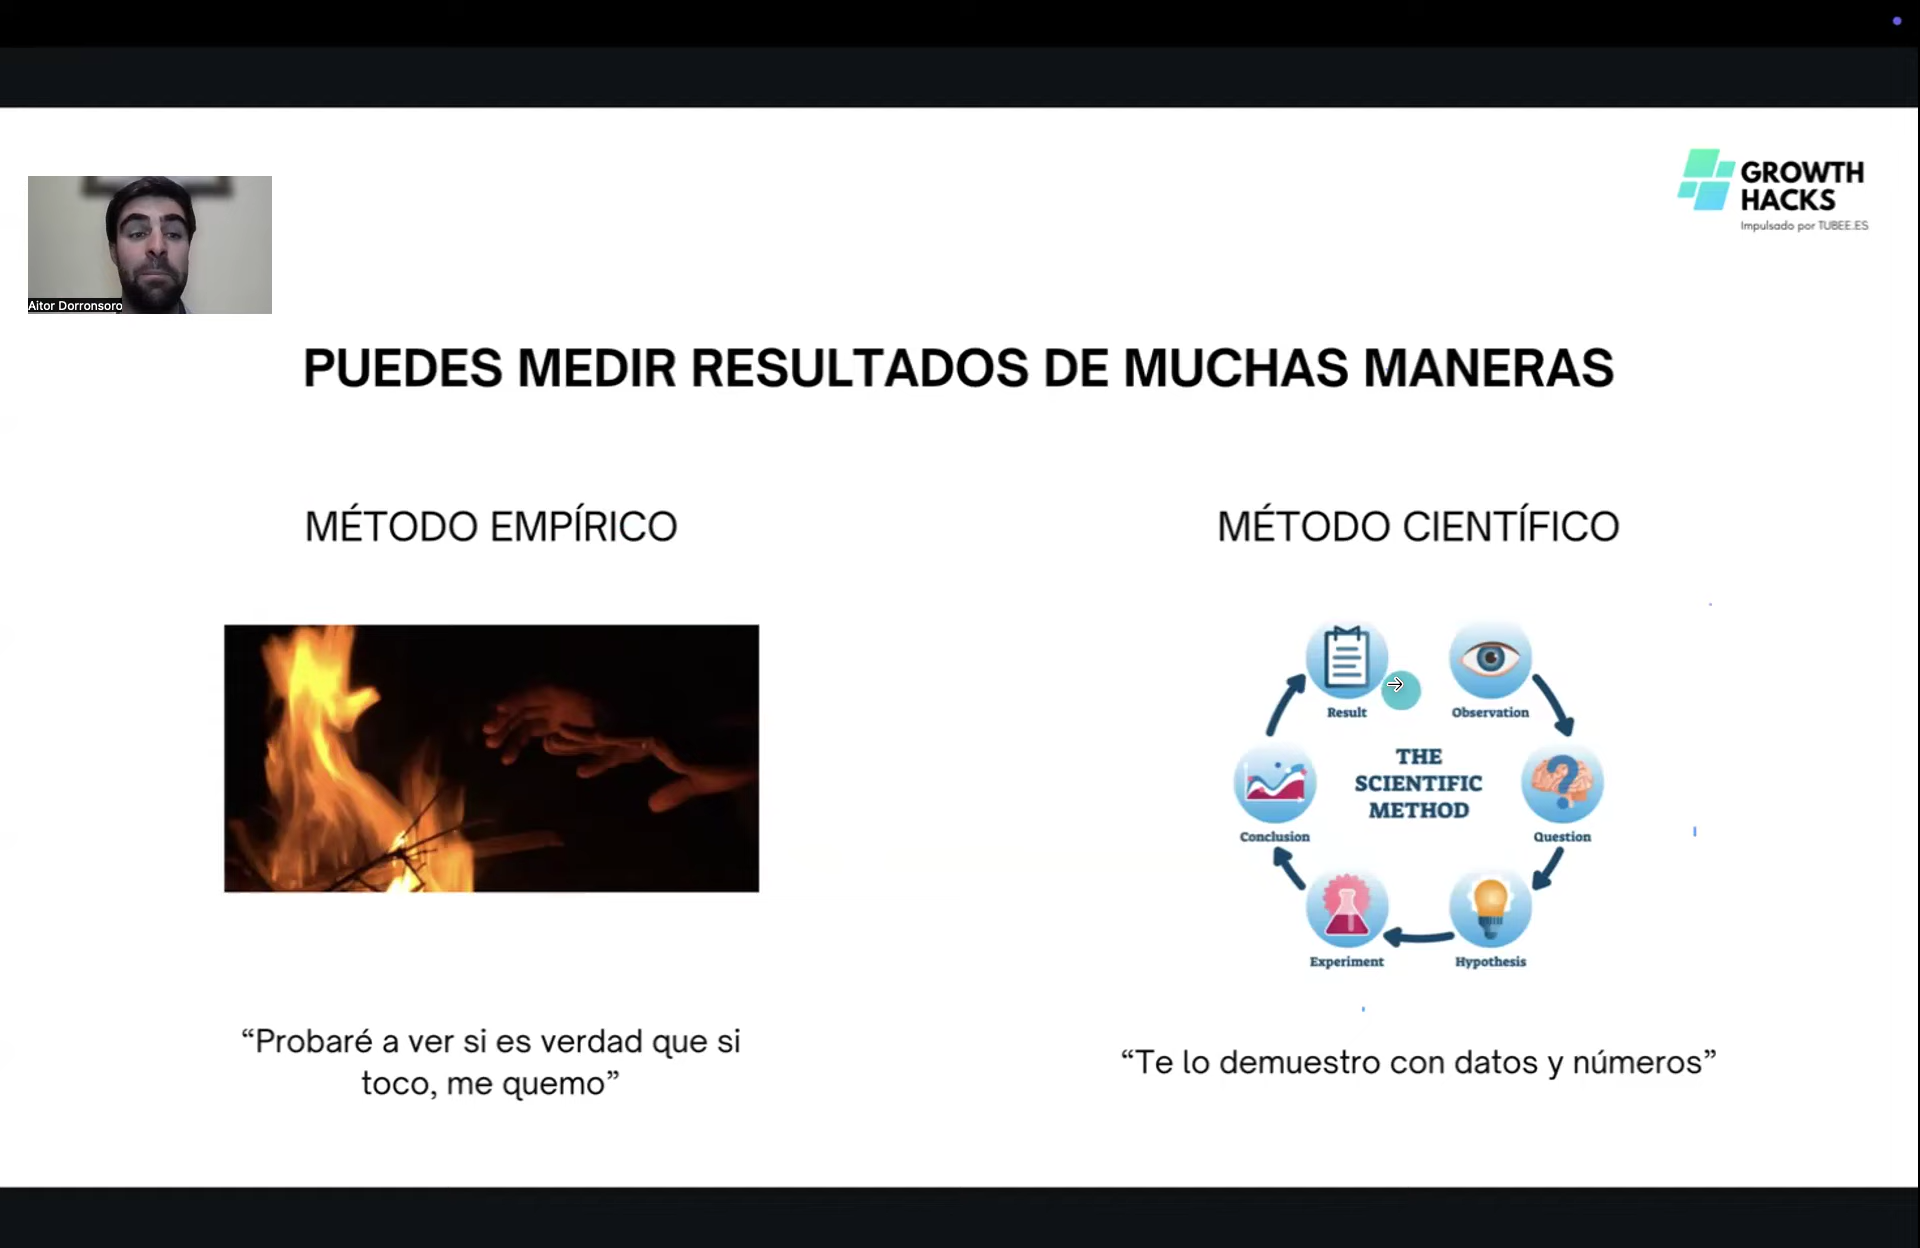 GROWTH
HACKS
Impulsado por TUBEE.ES
Aitor Dorronsoro
PUEDES MEDIR RESULTADOS DE MUCHAS MANERAS
MÉTODO EMPÍRICO
MÉTODO CIENTÍFICO
Result
Observation
THE
SCIENTIFIC
METHOD
Conclusion
Question
Experiment
Hypothesis
“Probaré a ver si es verdad que si
toco, me quemo”
“Te lo demuestro con datos y números”